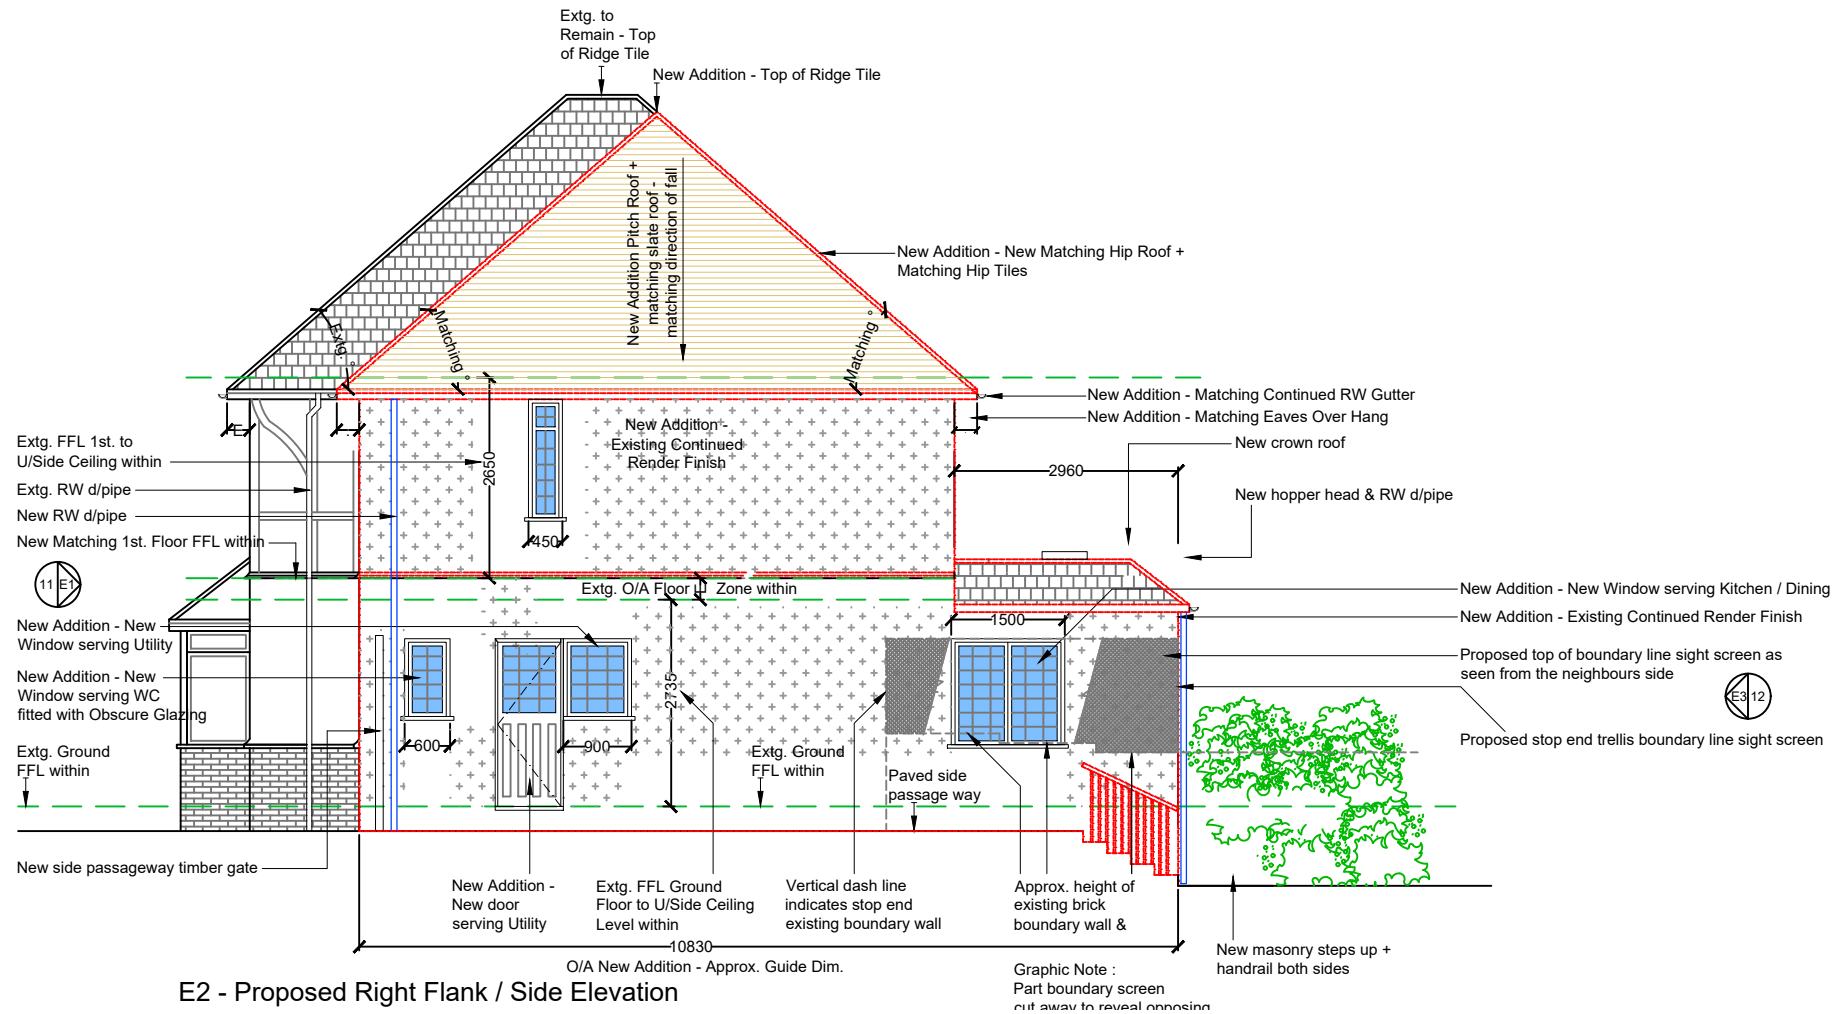 Extg. to
Remain - Top
of Ridge Tile
New Addition - Top of Ridge Tile
New Addition Pitch Roof +
matching slate roof -
matching direction of fall
New Addition - New Matching Hip Roof +
Matching Hip Tiles
Extg. °
Matching °
Matching °
New Addition - Matching Continued RW Gutter
New Addition - Matching Eaves Over Hang
New crown roof
2960
New hopper head & RW d/pipe
Extg. FFL 1st. to
U/Side Ceiling within
Extg. RW d/pipe
New RW d/pipe
New Matching 1st. Floor FFL within
New Addition -
Existing Continued
Render Finish
2650
450
11 E1
Extg. O/A Floor
Zone within
New Addition - New
Window serving Utility
New Addition - New
Window serving WC
fitted with Obscure Glazing
Extg. Ground
FFL within
1500
2735
600
900
Extg. Ground
FFL within
Paved side
passage way
New Addition - New Window serving Kitchen / Dining
New Addition - Existing Continued Render Finish
Proposed top of boundary line sight screen as
seen from the neighbours side
E3 12
Proposed stop end trellis boundary line sight screen
New side passageway timber gate
New Addition -
New door
serving Utility
Extg. FFL Ground
Floor to U/Side Ceiling
Level within
Vertical dash line
indicates stop end
existing boundary wall
Approx. height of
existing brick
boundary wall &
New masonry steps up +
handrail both sides
10830
O/A New Addition - Approx. Guide Dim.
Graphic Note :
Part boundary screen
cut away to reveal opposing
E2 - Proposed Right Flank / Side Elevation